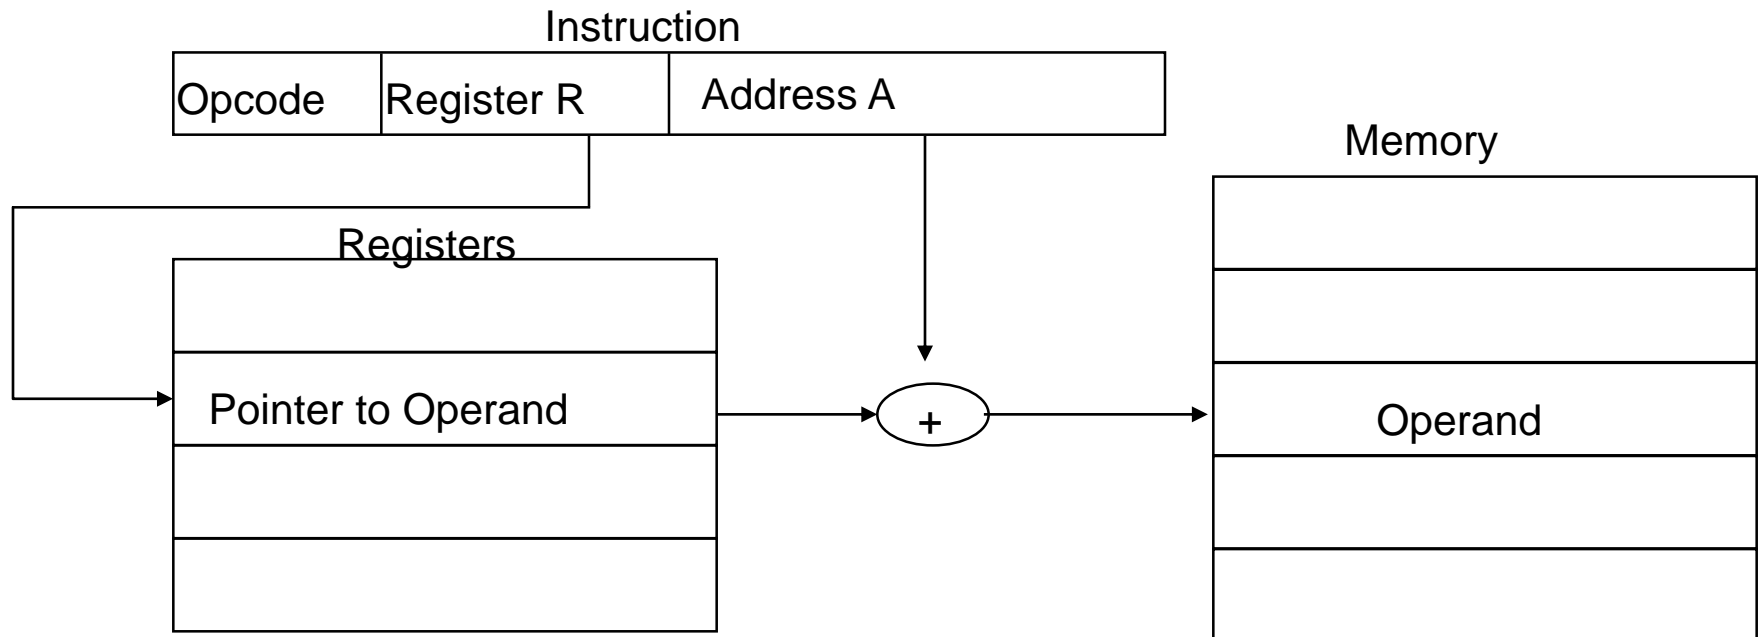 Instruction
Opcode Register R Address A
Memory
Registers
Pointer to Operand
+
Operand